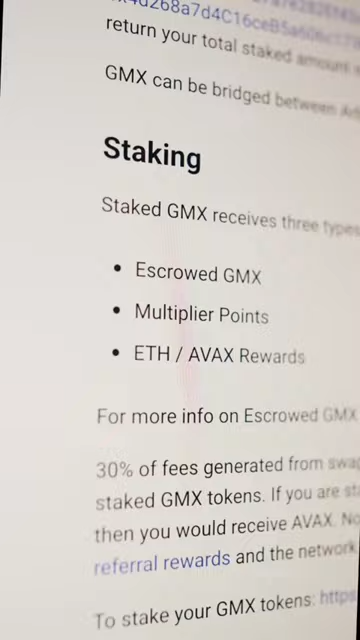 return your total staked amount
GMX can be bridged between
Staking
Staked GMX receives three types
• Escrowed GMX
• Multiplier Points
• ETH / AVAX Rewards
For more info on Escrowed GMX
30% of fees generated from
staked GMX tokens. If you are
then you would receive AVAX.
referral rewards and the network
To stake your GMX tokens: https